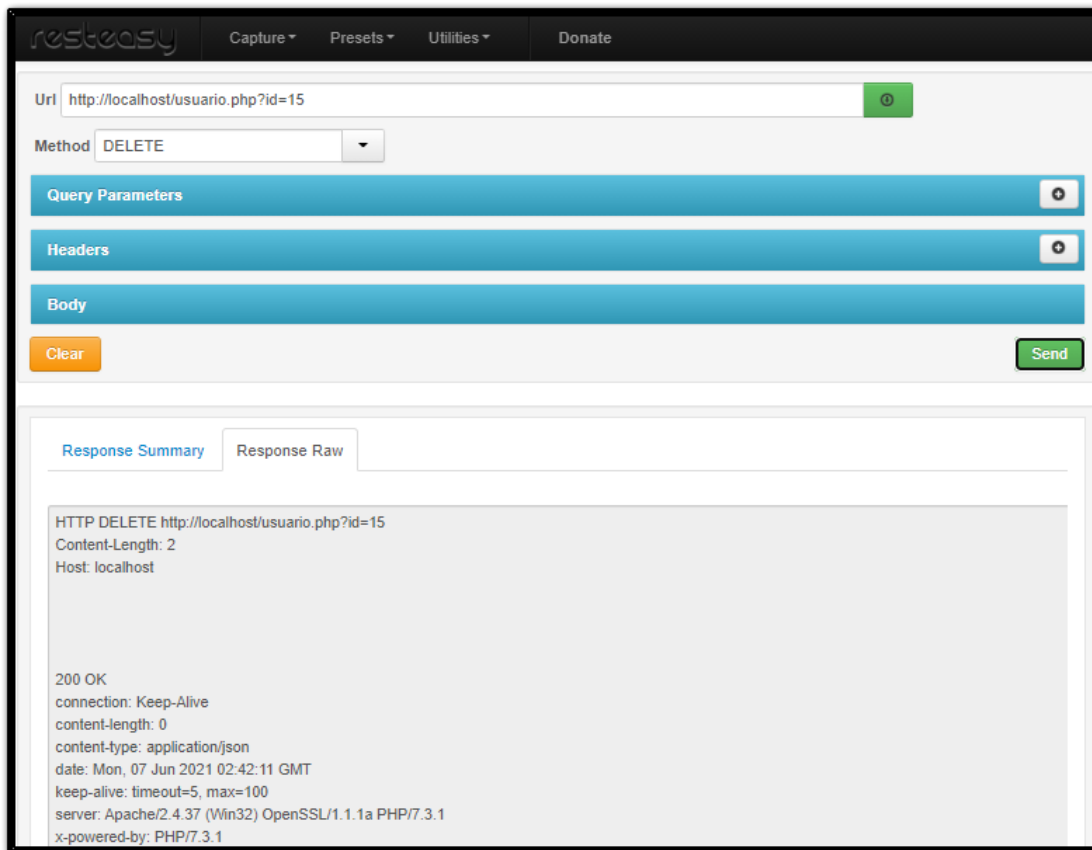 resteasy Capture Presets Utilities Donate
Url http://localhost/usuario.php?id=15
Method DELETE
Query Parameters
Headers
Body
Clear Send
Response Summary Response Raw
HTTP DELETE http://localhost/usuario.php?id=15
Content-Length: 2
Host: localhost
200 OK
connection: Keep-Alive
content-length: 0
content-type: application/json
date: Mon, 07 Jun 2021 02:42:11 GMT
keep-alive: timeout=5, max=100
server: Apache/2.4.37 (Win32) OpenSSL/1.1.1a PHP/7.3.1
x-powered-by: PHP/7.3.1